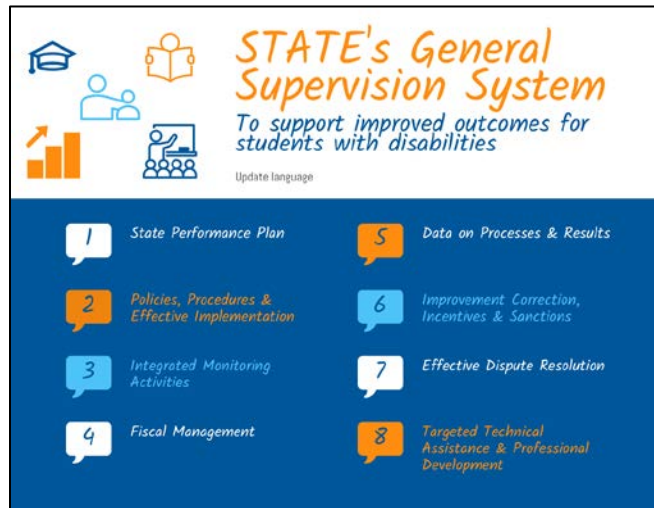 STATE's General
Supervision System
To support improved outcomes for
students with disabilities
Update language
1
State Performance Plan
2
Policies, Procedures &
Effective Implementation
3
Integrated Monitoring
Activities
4
Fiscal Management
5
Data on Processes & Results
6
Improvement Correction,
Incentives & Sanctions
7
Effective Dispute Resolution
8
Targeted Technical
Assistance & Professional
Development